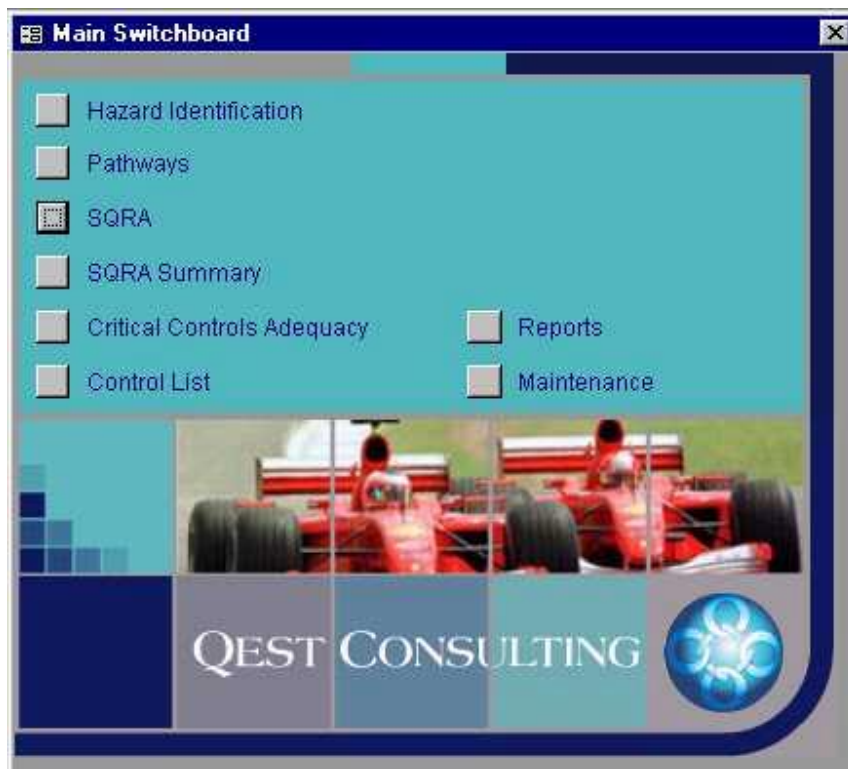 Main Switchboard
Hazard Identification
Pathways
SQRA
SQRA Summary
Critical Controls Adequacy
Reports
Control List
Maintenance
QEST CONSULTING